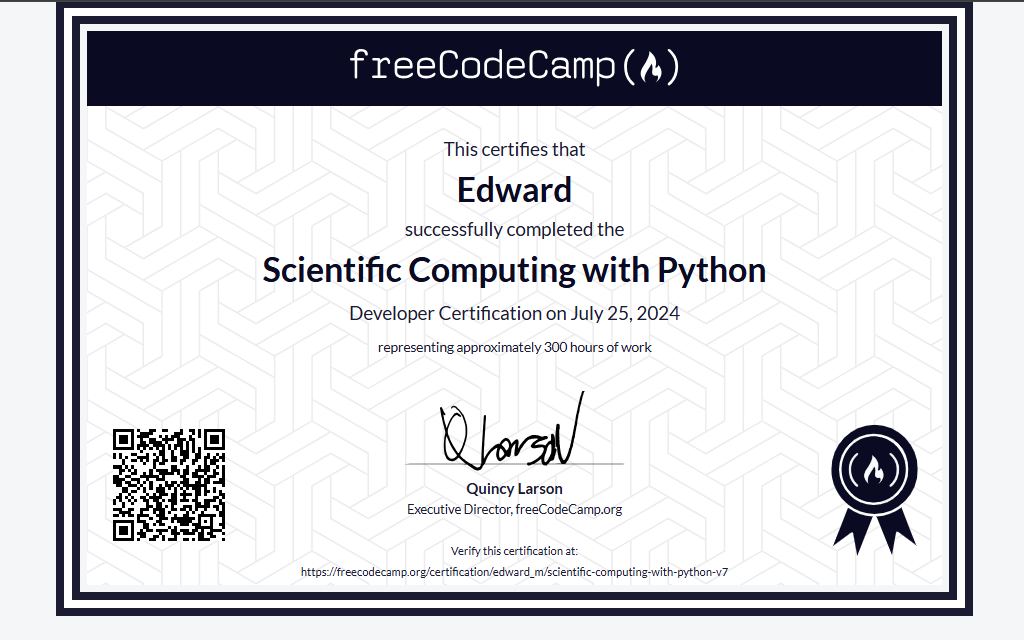 freeCodeCamp
This certifies that
Edward
successfully completed the
Scientific Computing with Python
Developer Certification on July 25, 2024
representing approximately 300 hours of work
Q Larson
Quincy Larson
Executive Director, freeCodeCamp.org
Verify this certification at:
https://freecodecamp.org/certification/edward_m/scientific-computing-with-python-v7